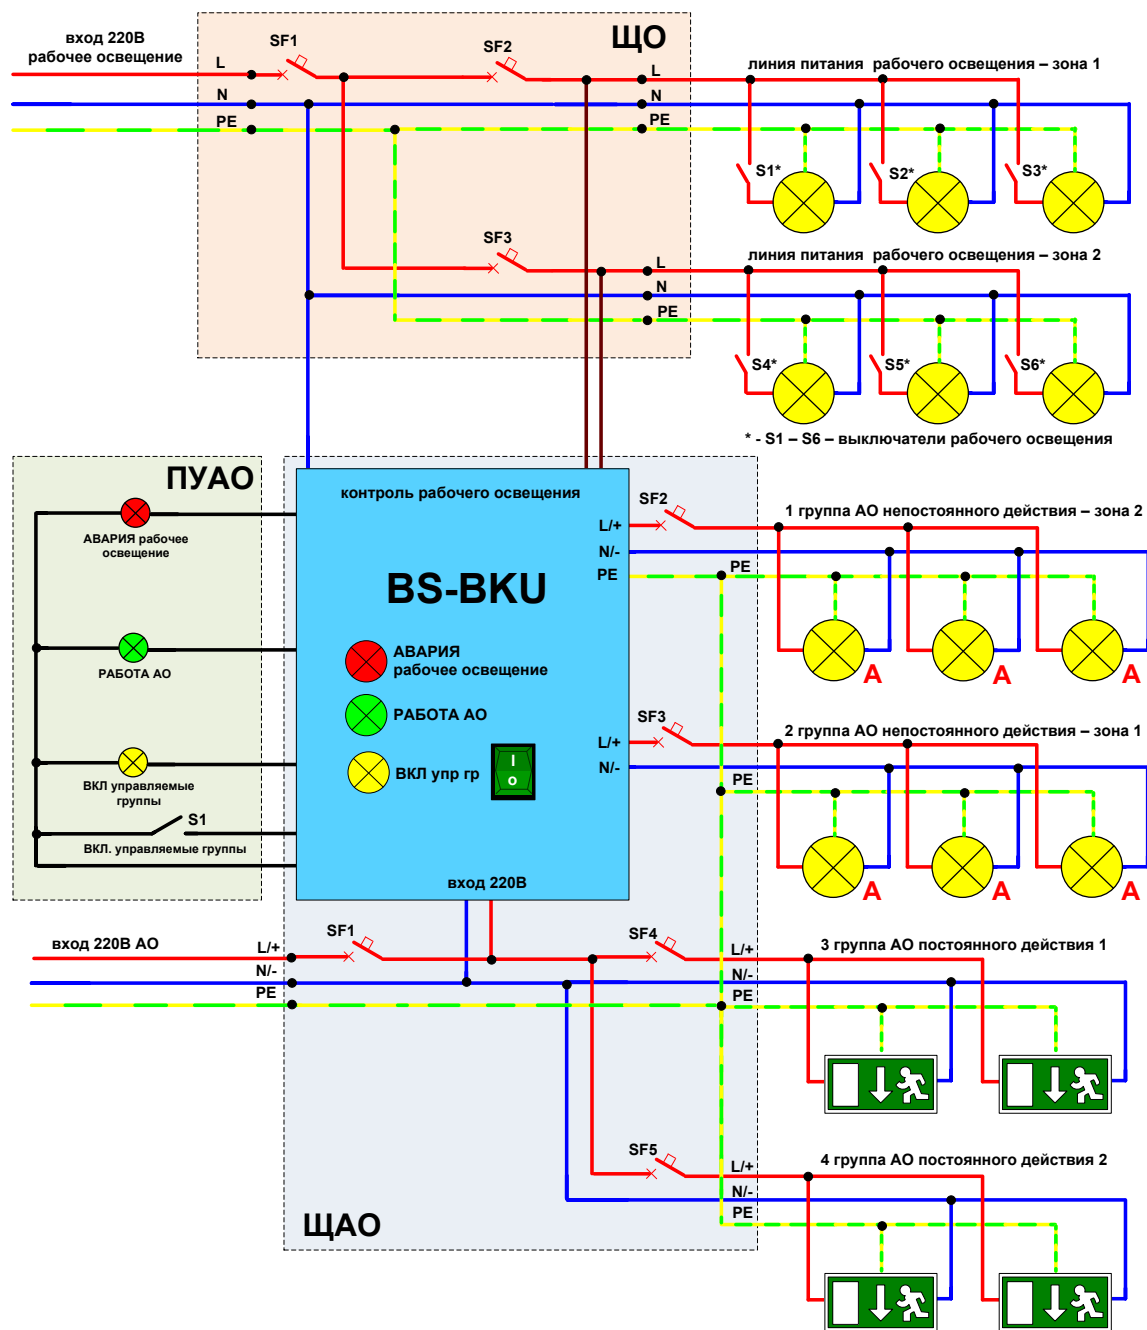 вход 220В
рабочее освещение
SF1
SF2
ЩО
L
L
линия питания рабочего освещения – зона 1
N
N
PE
PE
S1*
S2*
S3*
SF3
линия питания рабочего освещения – зона 2
L
N
PE
S4*
S5*
S6*
* - S1 – S6 – выключатели рабочего освещения
ПУАО
АВАРИЯ рабочее
освещение
РАБОТА АО
ВКЛ управляемые
группы
S1
ВКЛ. управляемые группы
контроль рабочего освещения
BS-BKU
АВАРИЯ
рабочее освещение
РАБОТА АО
ВКЛ упр гр
I
o
вход 220В
L/+
N/-
PE
SF2
PE
1 группа АО непостоянного действия – зона 2
А
А
А
L/+
N/-
SF3
PE
2 группа АО непостоянного действия – зона 1
А
А
А
вход 220В АО
L/+
N/-
PE
SF1
SF4
L/+
N/-
PE
3 группа АО постоянного действия 1
SF5
L/+
N/-
PE
4 группа АО постоянного действия 2
ЩАО